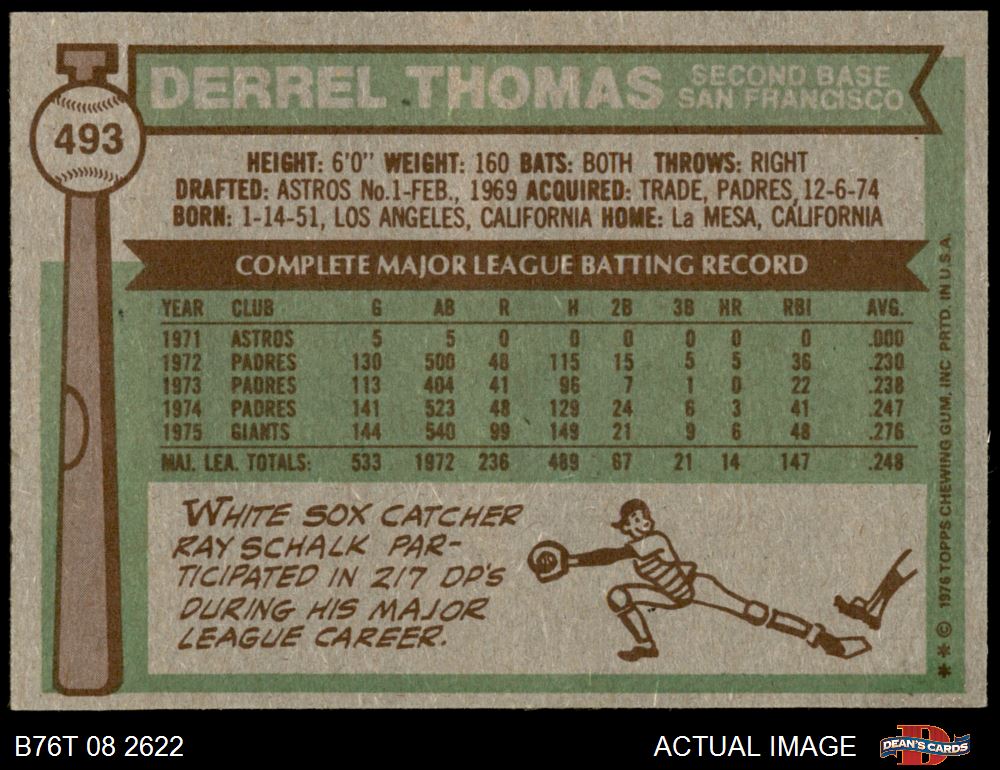 DERREL THOMAS SECOND BASE
SAN FRANCISCO
493
HEIGHT: 6'0" WEIGHT: 160 BATS: BOTH THROWS: RIGHT
DRAFTED: ASTROS No.1-FEB., 1969 ACQUIRED: TRADE, PADRES, 12-6-74
BORN: 1-14-51, LOS ANGELES, CALIFORNIA HOME: La MESA, CALIFORNIA
COMPLETE MAJOR LEAGUE BATTING RECORD
YEAR CLUB G AB R H 2B 3B HR RBI AVG.
1971 ASTROS 5 5 0 0 0 0 0 0 .000
1972 PADRES 130 500 48 115 15 5 5 36 .230
1973 PADRES 113 404 41 96 7 1 0 22 .238
1974 PADRES 141 523 48 129 24 6 3 41 .247
1975 GIANTS 144 540 99 149 21 9 6 48 .276
MAJ. LEA. TOTALS: 533 1972 236 489 67 21 14 147 .248
WHITE SOX CATCHER
RAY SCHALK PAR-
TICIPATED IN 217 DP'S
DURING HIS MAJOR
LEAGUE CAREER.
* * © 1976 TOPPS CHEWING GUM, INC PRTD. IN U.S.A.
B76T 08 2622
ACTUAL IMAGE
DEAN'S CARDS